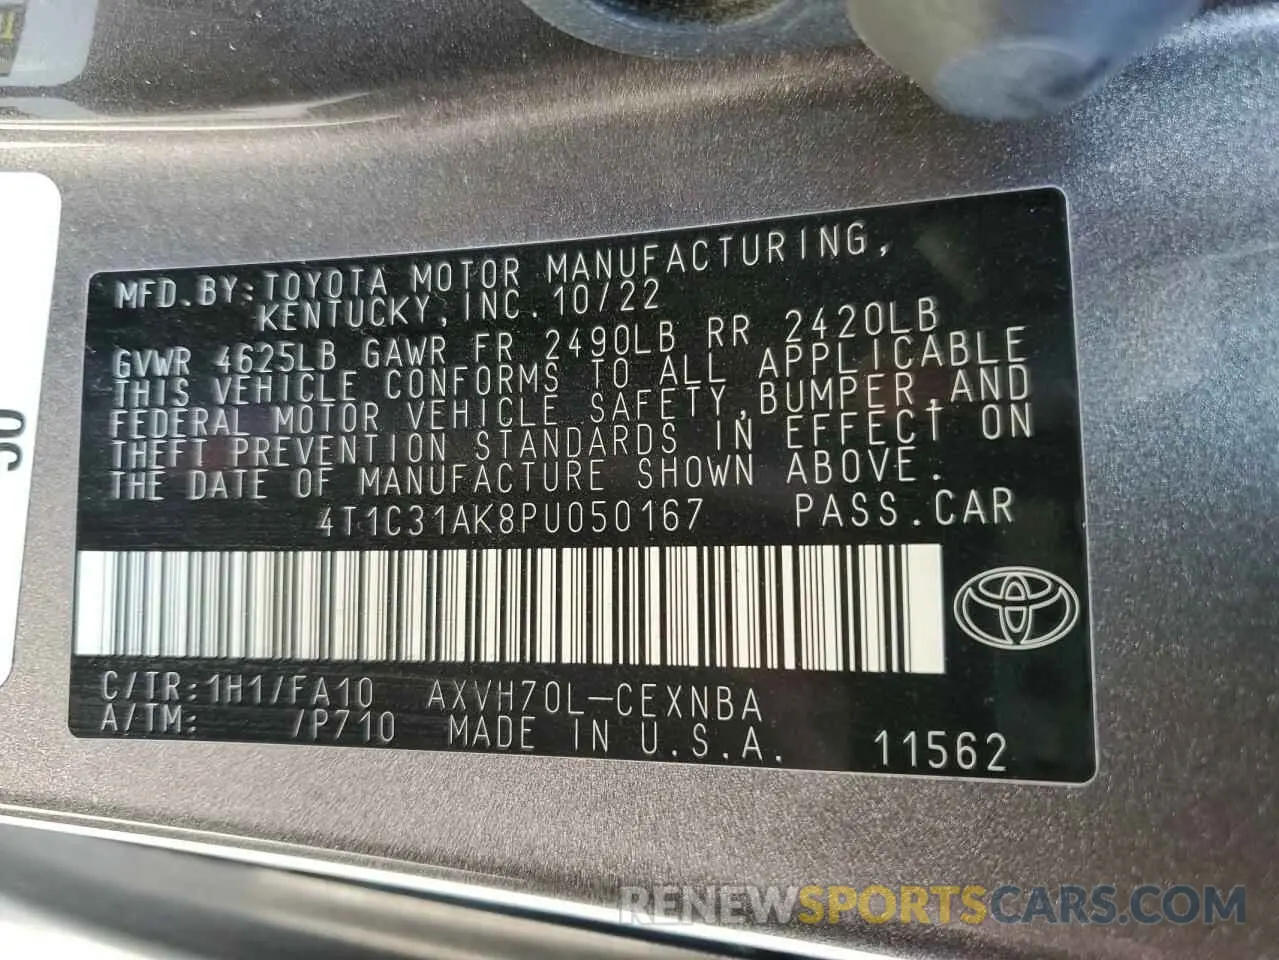 MFD.BY:TOYOTA MOTOR MANUFACTURING,
KENTUCKY,INC.10/22
GVWR 4625LB GAWR FR 2490LB RR 2420LB
THIS VEHICLE CONFORMS TO ALL APPLICABLE
FEDERAL MOTOR VEHICLE SAFETY,BUMPER,AND
THEFT PREVENTION STANDARDS IN EFFECT ON
THE DATE OF MANUFACTURE SHOWN ABOVE.
4T1C31AK8PU050167 PASS.CAR
C/TR:1H1/FA10 AXVH70L-CEXNBA
A/TM: /P710 MADE IN U.S.A. 11562
RENEWSPORTSCARS.COM